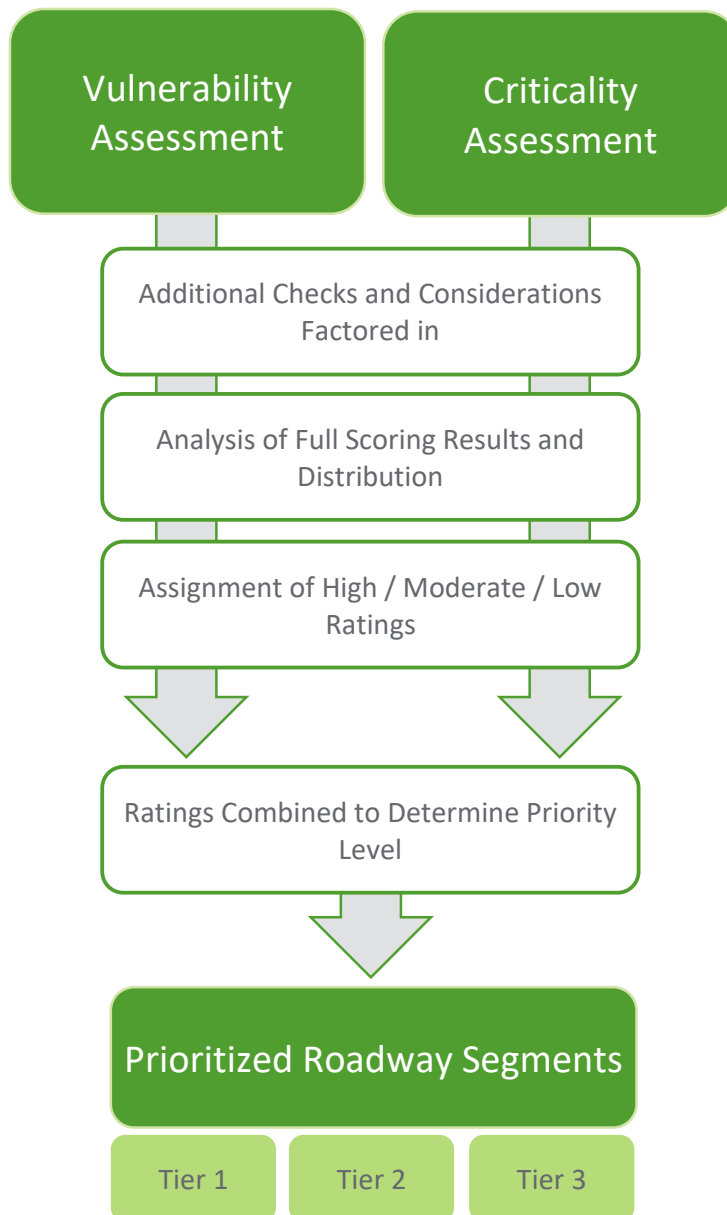 Vulnerability
Assessment
Criticality
Assessment
Additional Checks and Considerations
Factored in
Analysis of Full Scoring Results and
Distribution
Assignment of High / Moderate / Low
Ratings
Ratings Combined to Determine Priority
Level
Prioritized Roadway Segments
Tier 1
Tier 2
Tier 3